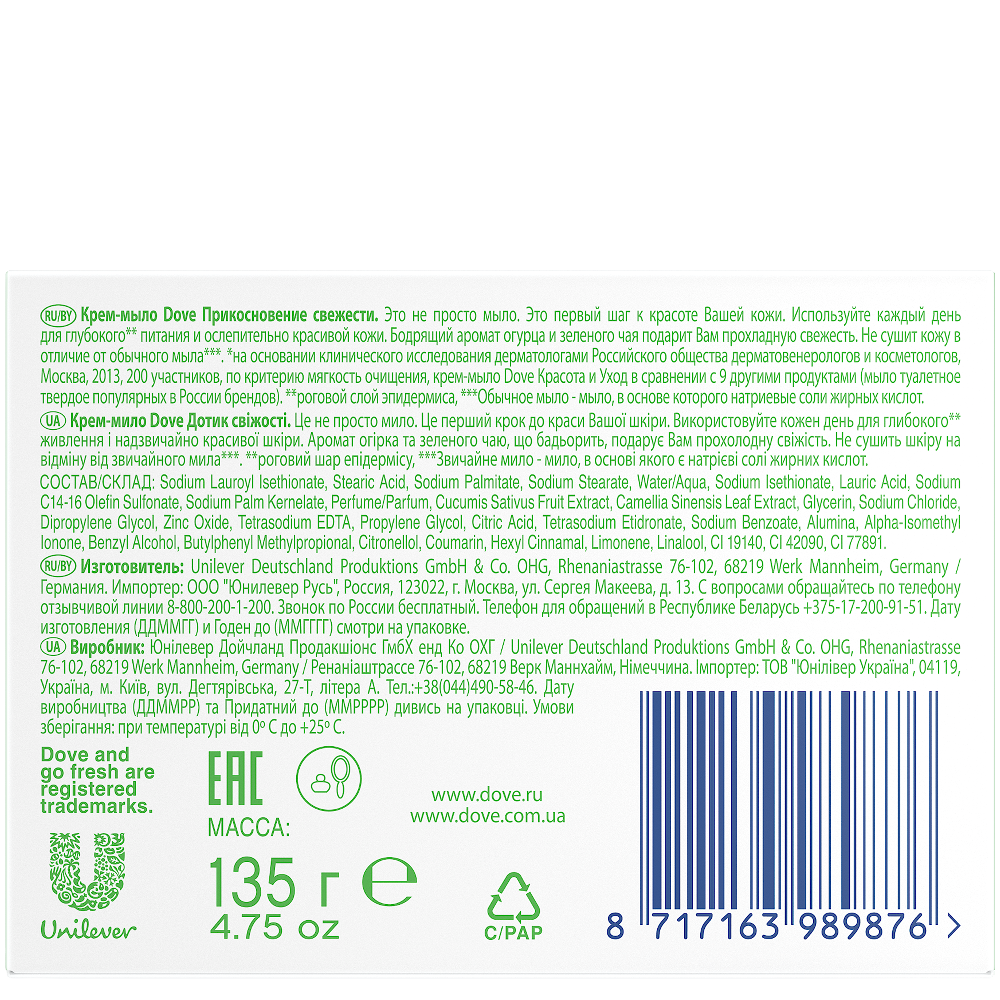 RU/BY Крем-мыло Dove Прикосновение свежести. Это не просто мыло. Это первый шаг к красоте Вашей кожи. Используйте каждый день
для глубокого** питания и ослепительно красивой кожи. Бодрящий аромат огурца и зеленого чая подарит Вам прохладную свежесть. Не сушит кожу в
отличие от обычного мыла***. *на основании клинического исследования дерматологами Российского общества дерматовенерологов и косметологов,
Москва, 2013, 200 участников, по критерию мягкость очищения, крем-мыло Dove Красота и Уход в сравнении с 9 другими продуктами (мыло туалетное
твердое популярных в России брендов). **роговой слой эпидермиса, ***Обычное мыло - мыло, в основе которого натриевые соли жирных кислот.
UA Крем-мило Dove Дотик свіжості. Це не просто мило. Це перший крок до краси Вашої шкіри. Використовуйте кожен день для глибокого**
живлення і надзвичайно красивої шкіри. Аромат огірка та зеленого чаю, що бадьорить, подарує Вам прохолодну свіжість. Не сушить шкіру на
відміну від звичайного мила***. **роговий шар епідермісу, ***Звичайне мило - мило, в основі якого є натрієві солі жирних кислот.
СОСТАВ/СКЛАД: Sodium Lauroyl Isethionate, Stearic Acid, Sodium Palmitate, Sodium Stearate, Water/Aqua, Sodium Isethionate, Lauric Acid, Sodium
C14-16 Olefin Sulfonate, Sodium Palm Kernelate, Perfume/Parfum, Cucumis Sativus Fruit Extract, Camellia Sinensis Leaf Extract, Glycerin, Sodium Chloride,
Dipropylene Glycol, Zinc Oxide, Tetrasodium EDTA, Propylene Glycol, Citric Acid, Tetrasodium Etidronate, Sodium Benzoate, Alumina, Alpha-Isomethyl
Ionone, Benzyl Alcohol, Butylphenyl Methylpropional, Citronellol, Coumarin, Hexyl Cinnamal, Limonene, Linalool, CI 19140, CI 42090, CI 77891.
RU/BY Изготовитель: Unilever Deutschland Produktions GmbH & Co. OHG, Rhenaniastrasse 76-102, 68219 Werk Mannheim, Germany /
Германия. Импортер: ООО "Юнилевер Русь", Россия, 123022, г. Москва, ул. Сергея Макеева, д. 13. С вопросами обращайтесь по телефону
отзывчивой линии 8-800-200-1-200. Звонок по России бесплатный. Телефон для обращений в Республике Беларусь +375-17-200-91-51. Дату
изготовления (ДДММГГ) и Годен до (ММГГГГ) смотри на упаковке.
UA Виробник: Юнілевер Дойчланд Продакшіонс ГмбХ енд Ко ОХГ / Unilever Deutschland Produktions GmbH & Co. OHG, Rhenaniastrasse
76-102, 68219 Werk Mannheim, Germany / Ренаніаштрассе 76-102, 68219 Верк Маннхайм, Німеччина. Імпортер: ТОВ "Юнілівер Україна", 04119,
Україна, м. Київ, вул. Дегтярівська, 27-Т, літера А. Тел.:+38(044)490-58-46. Дату
виробництва (ДДММРР) та Придатний до (ММРРРР) дивись на упаковці. Умови
зберігання: при температурі від 0º С до +25º С.
Dove and
go fresh are
registered
trademarks.
EAC
МАССА:
135 г ℮
4.75 oz
www.dove.ru
www.dove.com.ua
Unilever
C/PAP
8 717163 989876 >